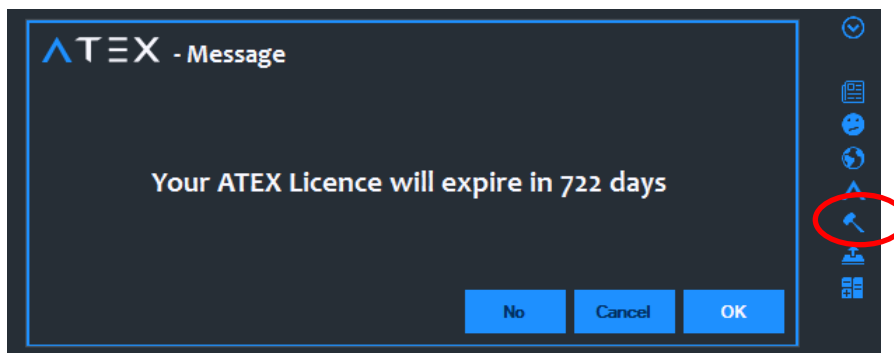 ATEX - Message
Your ATEX Licence will expire in 722 days
No Cancel OK